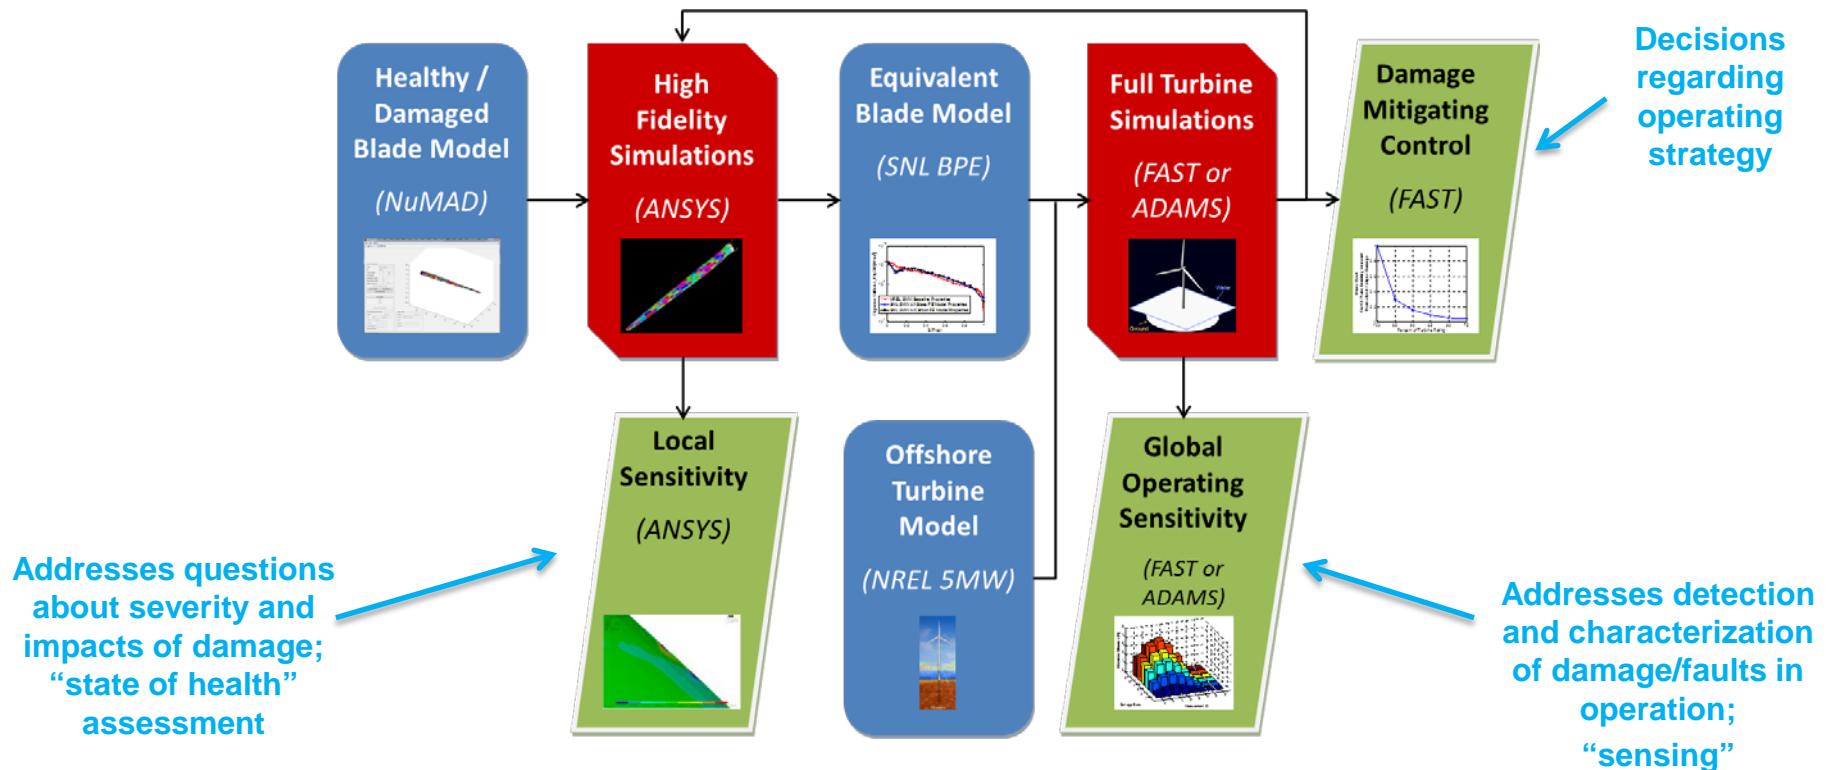 Healthy /
Damaged
Blade Model
(NuMAD)
High
Fidelity
Simulations
(ANSYS)
Equivalent
Blade Model
(SNL BPE)
Full Turbine
Simulations
(FAST or
ADAMS)
Water
Ground
Damage
Mitigating
Control
(FAST)
Decisions
regarding
operating
strategy
Local
Sensitivity
(ANSYS)
Offshore
Turbine
Model
(NREL 5MW)
Global
Operating
Sensitivity
(FAST or
ADAMS)
Addresses questions
about severity and
impacts of damage;
“state of health”
assessment
Addresses detection
and characterization
of damage/faults in
operation;
“sensing”